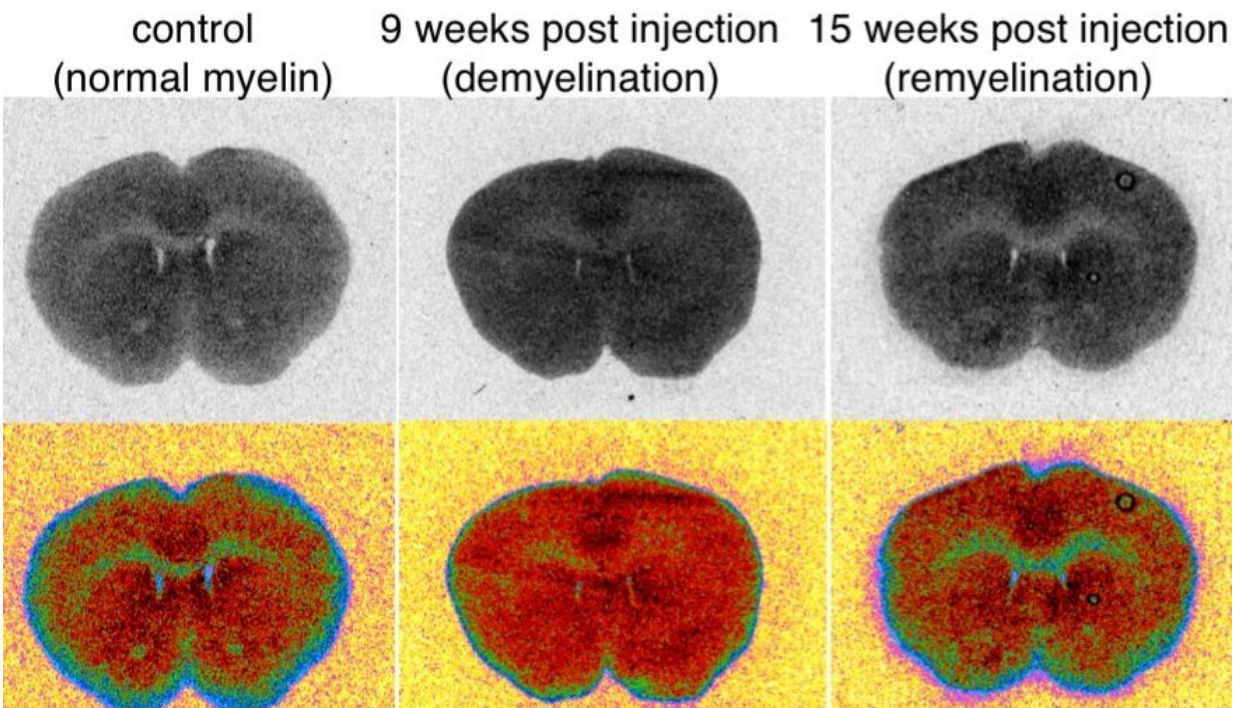 control
(normal myelin)
9 weeks post injection
(demyelination)
15 weeks post injection
(remyelination)